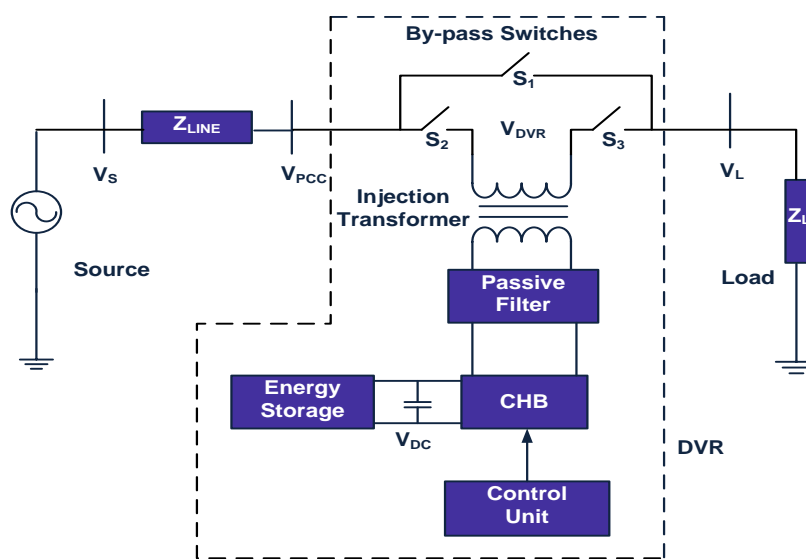 By-pass Switches
S1
ZLINE
S2
VDVR
S3
VS
VPCC
VL
Injection
Transformer
ZL
Source
Passive
Filter
Load
Energy
Storage
CHB
VDC
DVR
Control
Unit